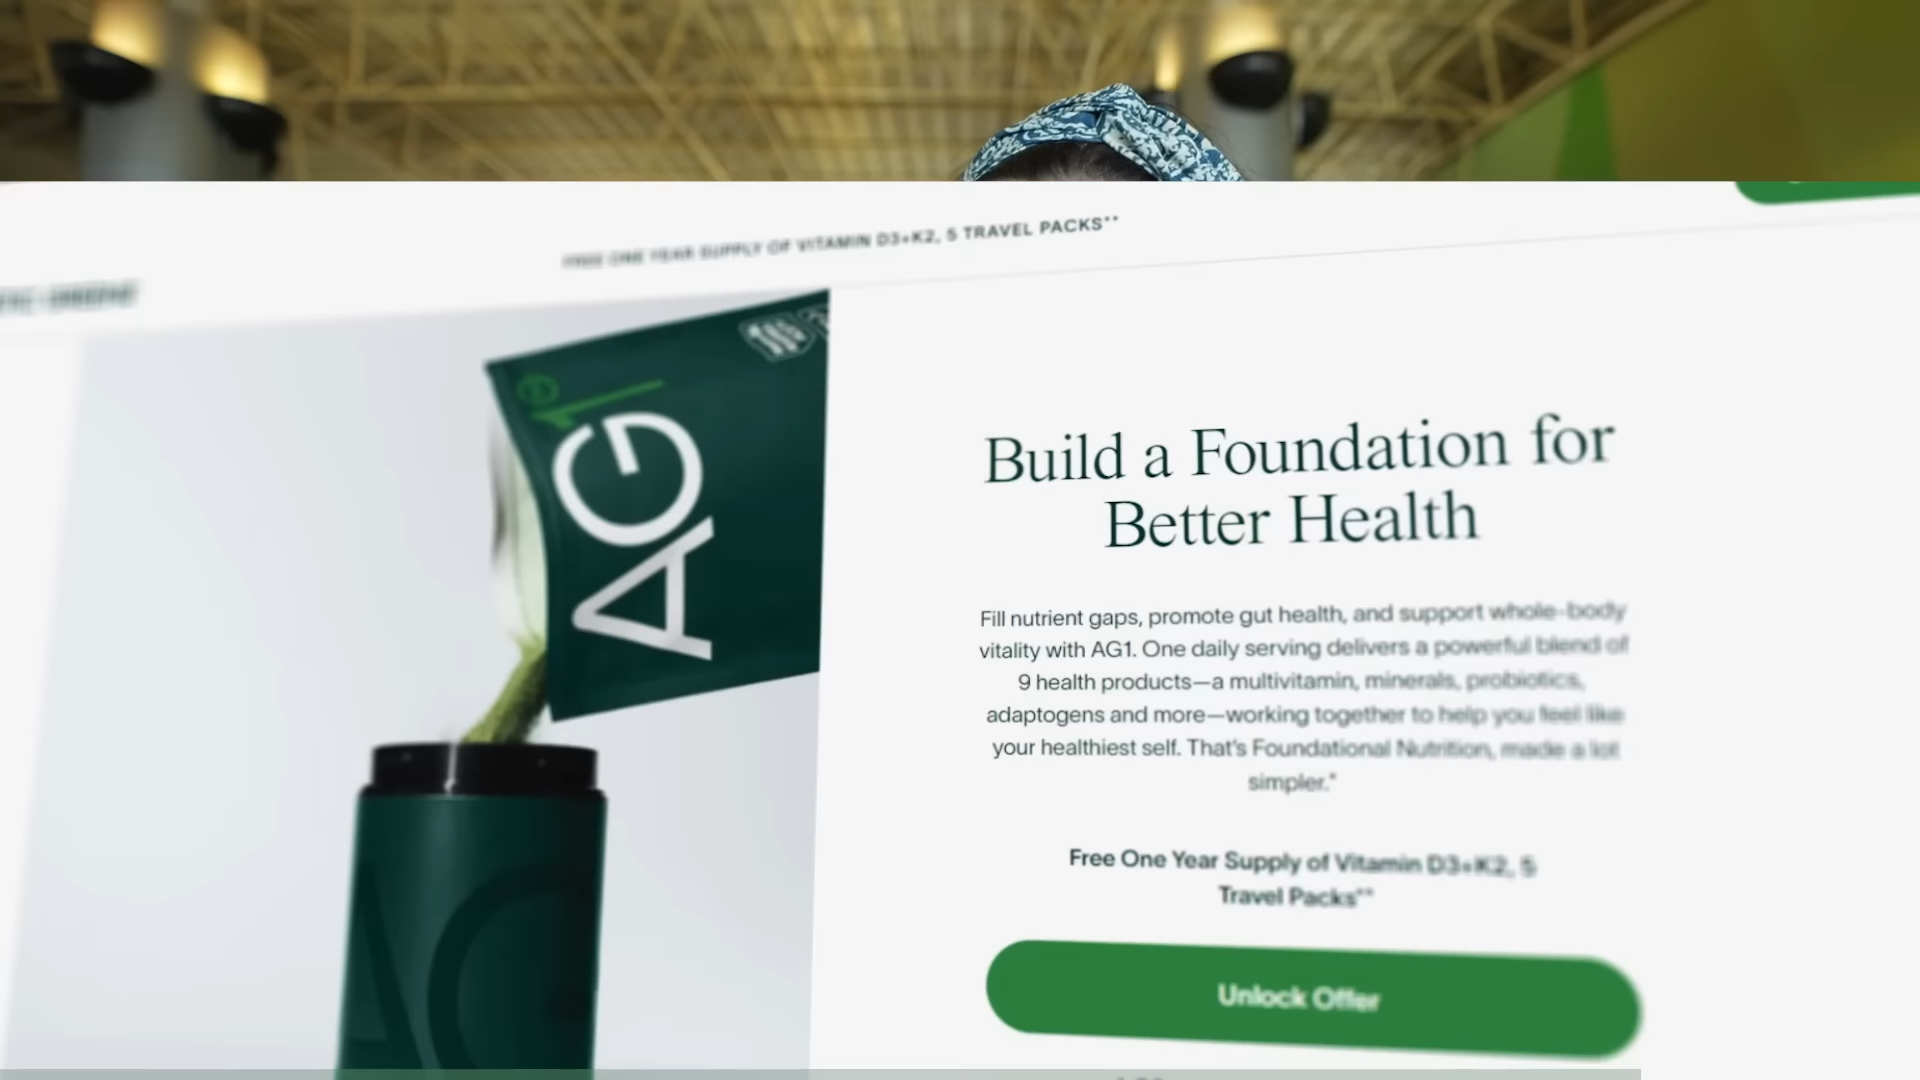 FREE ONE YEAR SUPPLY OF VITAMIN D3+K2, 5 TRAVEL PACKS**
GREENS
AG1®
Build a Foundation for
Better Health
Fill nutrient gaps, promote gut health, and support whole-body
vitality with AG1. One daily serving delivers a powerful blend of
9 health products—a multivitamin, minerals, probiotics,
adaptogens and more—working together to help you feel like
your healthiest self. That's Foundational Nutrition, made a lot
simpler.*
Free One Year Supply of Vitamin D3+K2, 5
Travel Packs**
Unlock Offer
AG